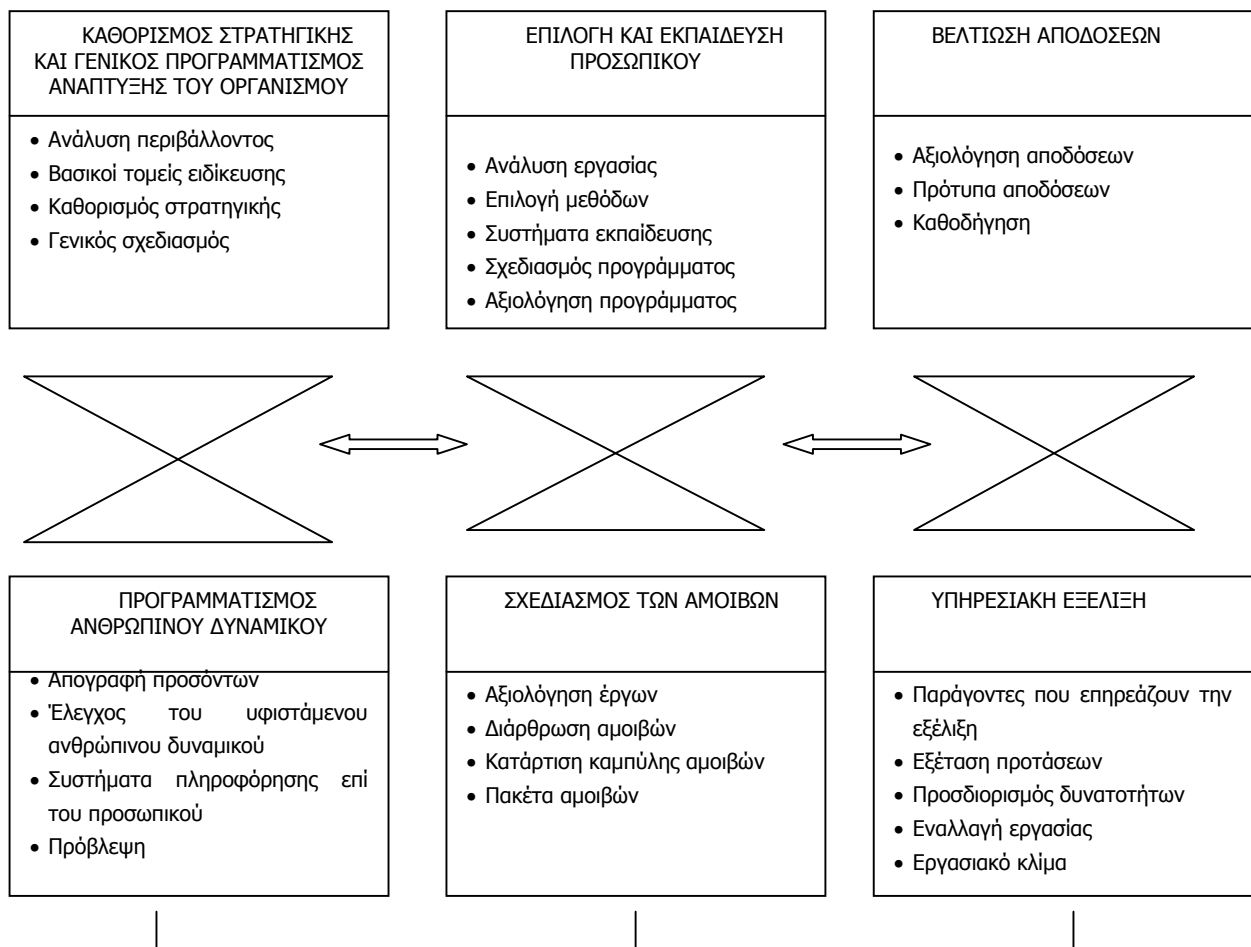 ΚΑΘΟΡΙΣΜΟΣ ΣΤΡΑΤΗΓΙΚΗΣ
ΚΑΙ ΓΕΝΙΚΟΣ ΠΡΟΓΡΑΜΜΑΤΙΣΜΟΣ
ΑΝΑΠΤΥΞΗΣ ΤΟΥ ΟΡΓΑΝΙΣΜΟΥ
• Ανάλυση περιβάλλοντος
• Βασικοί τομείς ειδίκευσης
• Καθορισμός στρατηγικής
• Γενικός σχεδιασμός
ΕΠΙΛΟΓΗ ΚΑΙ ΕΚΠΑΙΔΕΥΣΗ
ΠΡΟΣΩΠΙΚΟΥ
• Ανάλυση εργασίας
• Επιλογή μεθόδων
• Συστήματα εκπαίδευσης
• Σχεδιασμός προγράμματος
• Αξιολόγηση προγράμματος
ΒΕΛΤΙΩΣΗ ΑΠΟΔΟΣΕΩΝ
• Αξιολόγηση αποδόσεων
• Πρότυπα αποδόσεων
• Καθοδήγηση
ΠΡΟΓΡΑΜΜΑΤΙΣΜΟΣ
ΑΝΘΡΩΠΙΝΟΥ ΔΥΝΑΜΙΚΟΥ
• Απογραφή προσόντων
• Έλεγχος του υφιστάμενου
ανθρώπινου δυναμικού
• Συστήματα πληροφόρησης επί
του προσωπικού
• Πρόβλεψη
ΣΧΕΔΙΑΣΜΟΣ ΤΩΝ ΑΜΟΙΒΩΝ
• Αξιολόγηση έργων
• Διάρθρωση αμοιβών
• Κατάρτιση καμπύλης αμοιβών
• Πακέτα αμοιβών
ΥΠΗΡΕΣΙΑΚΗ ΕΞΕΛΙΞΗ
• Παράγοντες που επηρεάζουν την
εξέλιξη
• Εξέταση προτάσεων
• Προσδιορισμός δυνατοτήτων
• Εναλλαγή εργασίας
• Εργασιακό κλίμα